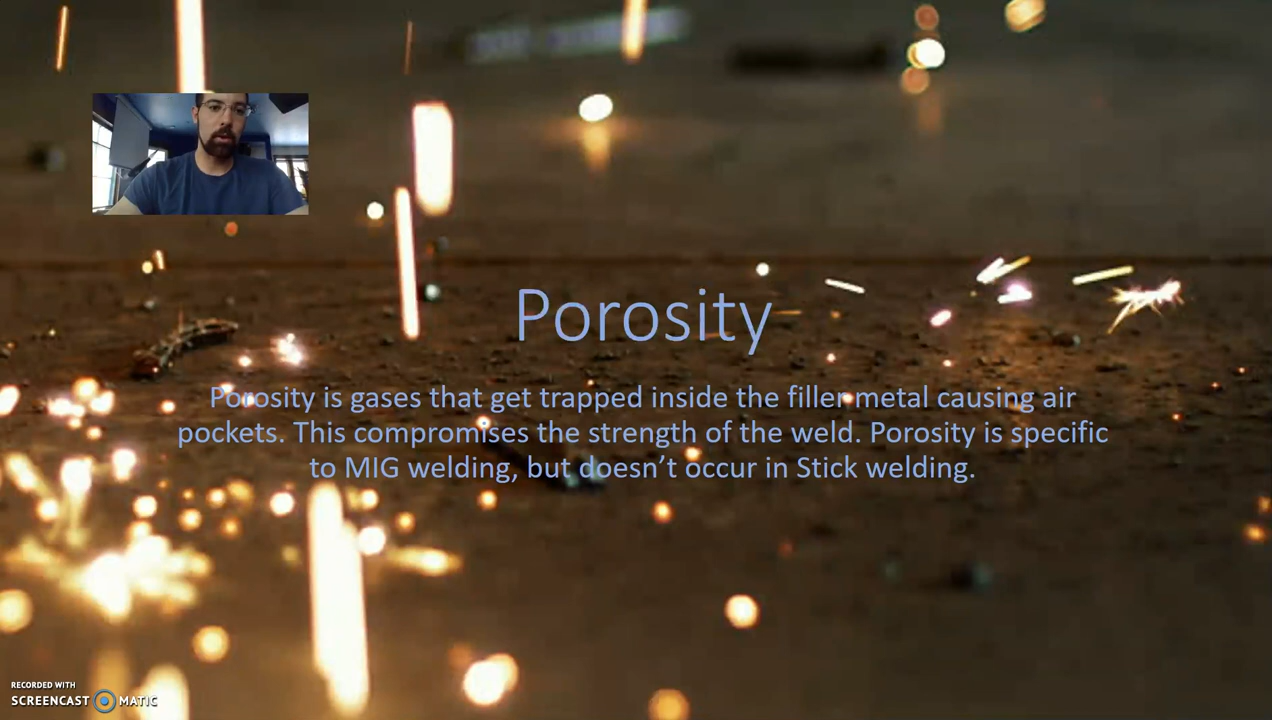 Porosity
Porosity is gases that get trapped inside the filler metal causing air
pockets. This compromises the strength of the weld. Porosity is specific
to MIG welding, but doesn’t occur in Stick welding.
RECORDED WITH
SCREENCAST MATIC